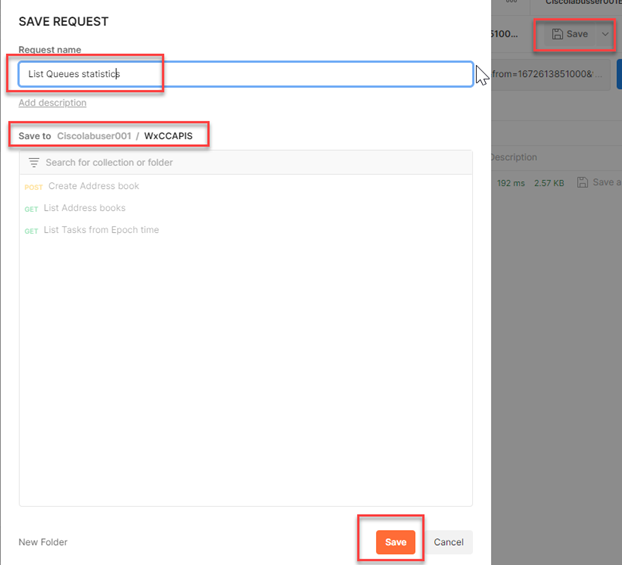 SAVE REQUEST
Request name
List Queues statistics
Add description
Save to Ciscolabuser001 / WxCCAPIS
Search for collection or folder
POST Create Address book
GET List Address books
GET List Tasks from Epoch time
New Folder
Save Cancel
Ciscolabuser001
51000...
Save
from=1672613851000&
Description
192 ms 2.57 KB Save a